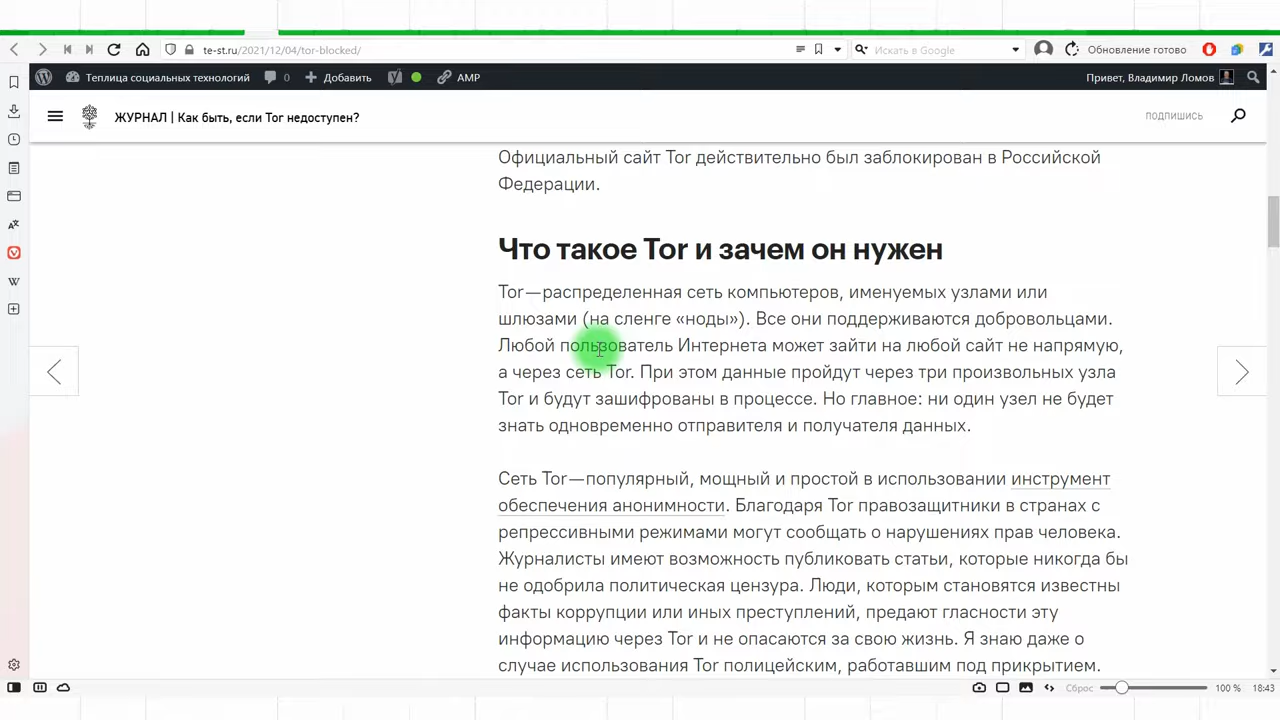 te-st.ru/2021/12/04/tor-blocked/
Искать в Google
Обновление готово
Теплица социальных технологий
0
Добавить
AMP
Привет, Владимир Ломов
ЖУРНАЛ | Как быть, если Tor недоступен?
подпишись
Официальный сайт Tor действительно был заблокирован в Российской
Федерации.
Что такое Tor и зачем он нужен
Tor—распределенная сеть компьютеров, именуемых узлами или
шлюзами (на сленге «ноды»). Все они поддерживаются добровольцами.
Любой пользователь Интернета может зайти на любой сайт не напрямую,
а через сеть Tor. При этом данные пройдут через три произвольных узла
Tor и будут зашифрованы в процессе. Но главное: ни один узел не будет
знать одновременно отправителя и получателя данных.
Сеть Tor—популярный, мощный и простой в использовании инструмент
обеспечения анонимности. Благодаря Tor правозащитники в странах с
репрессивными режимами могут сообщать о нарушениях прав человека.
Журналисты имеют возможность публиковать статьи, которые никогда бы
не одобрила политическая цензура. Люди, которым становятся известны
факты коррупции или иных преступлений, предают гласности эту
информацию через Tor и не опасаются за свою жизнь. Я знаю даже о
случае использования Tor полицейским, работавшим под прикрытием.
Сброс
100 %
18:43